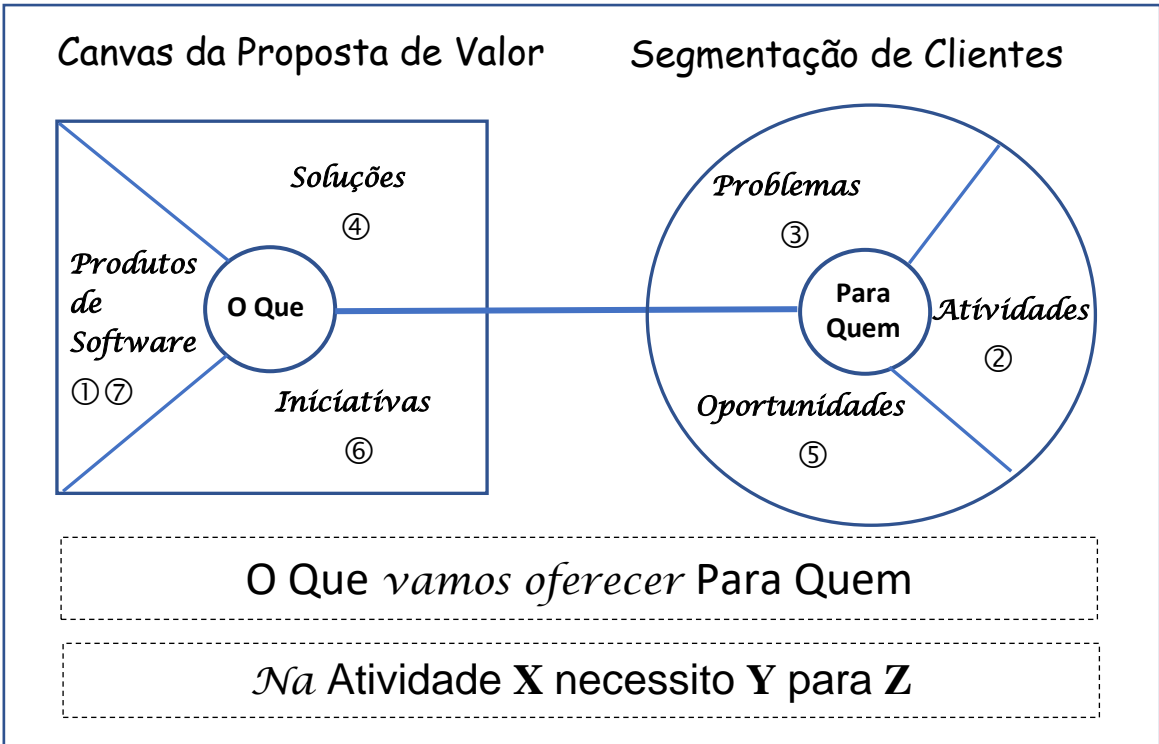 Canvas da Proposta de Valor
Segmentação de Clientes
Soluções
④
Produtos
de
Software
①⑦
O Que
Iniciativas
⑥
Problemas
③
Para
Quem
Atividades
②
Oportunidades
⑤
O Que vamos oferecer Para Quem
Na Atividade X necessito Y para Z